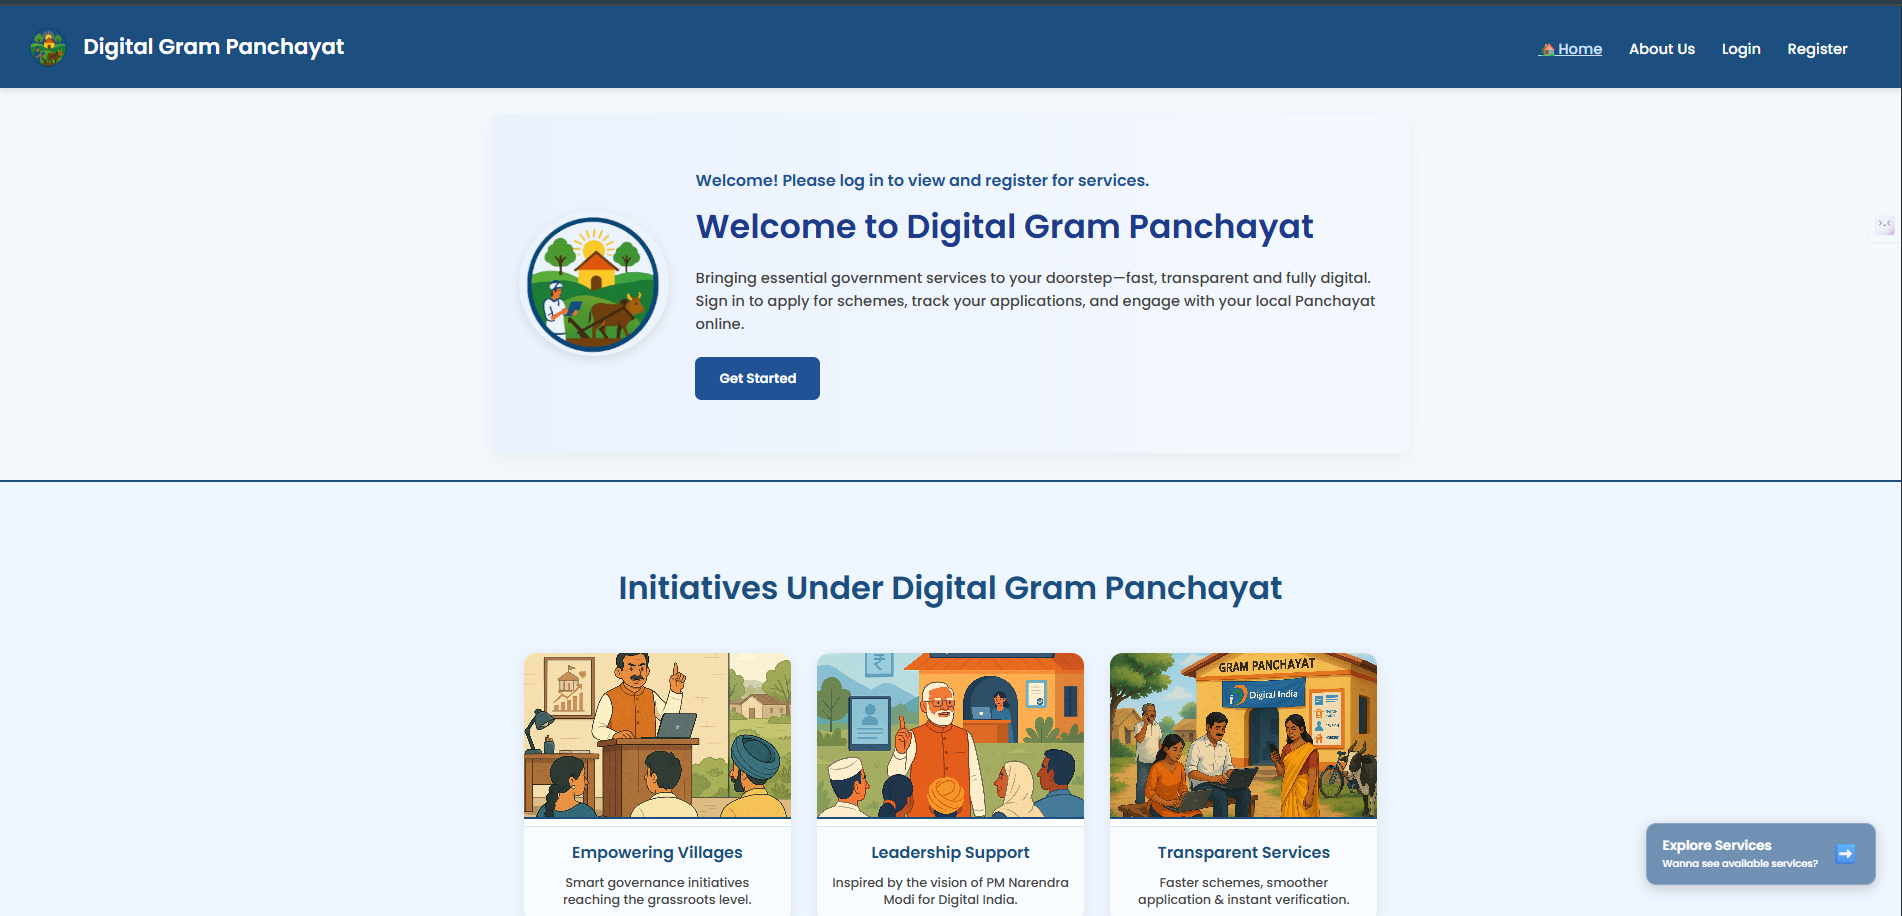 Digital Gram Panchayat
Home
About Us
Login
Register
Welcome! Please log in to view and register for services.
Welcome to Digital Gram Panchayat
Bringing essential government services to your doorstep—fast, transparent and fully digital.
Sign in to apply for schemes, track your applications, and engage with your local Panchayat
online.
Get Started
Initiatives Under Digital Gram Panchayat
GRAM PANCHAYAT
Digital India
Empowering Villages
Smart governance initiatives
reaching the grassroots level.
Leadership Support
Inspired by the vision of PM Narendra
Modi for Digital India.
Transparent Services
Faster schemes, smoother
application & instant verification.
Explore Services
Wanna see available services?